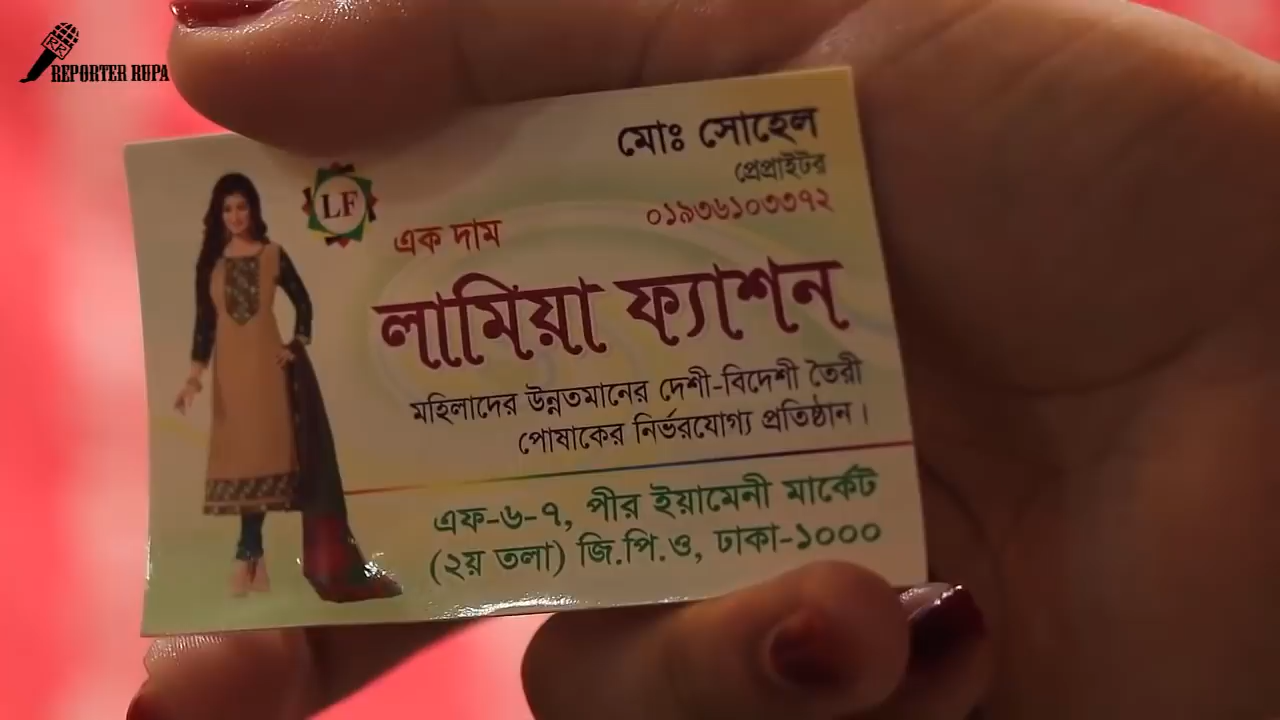 REPORTER RUPA
মোঃ সোহেল
প্রেপ্রাইটর
০১৯৩৬১০৩৩৭২
LF
এক দাম
লামিয়া ফ্যাশন
মহিলাদের উন্নতমানের দেশী-বিদেশী তৈরী
পোষাকের নির্ভরযোগ্য প্রতিষ্ঠান।
এফ-৬-৭, পীর ইয়ামেনী মার্কেট
(২য় তলা) জি.পি.ও, ঢাকা-১০০০